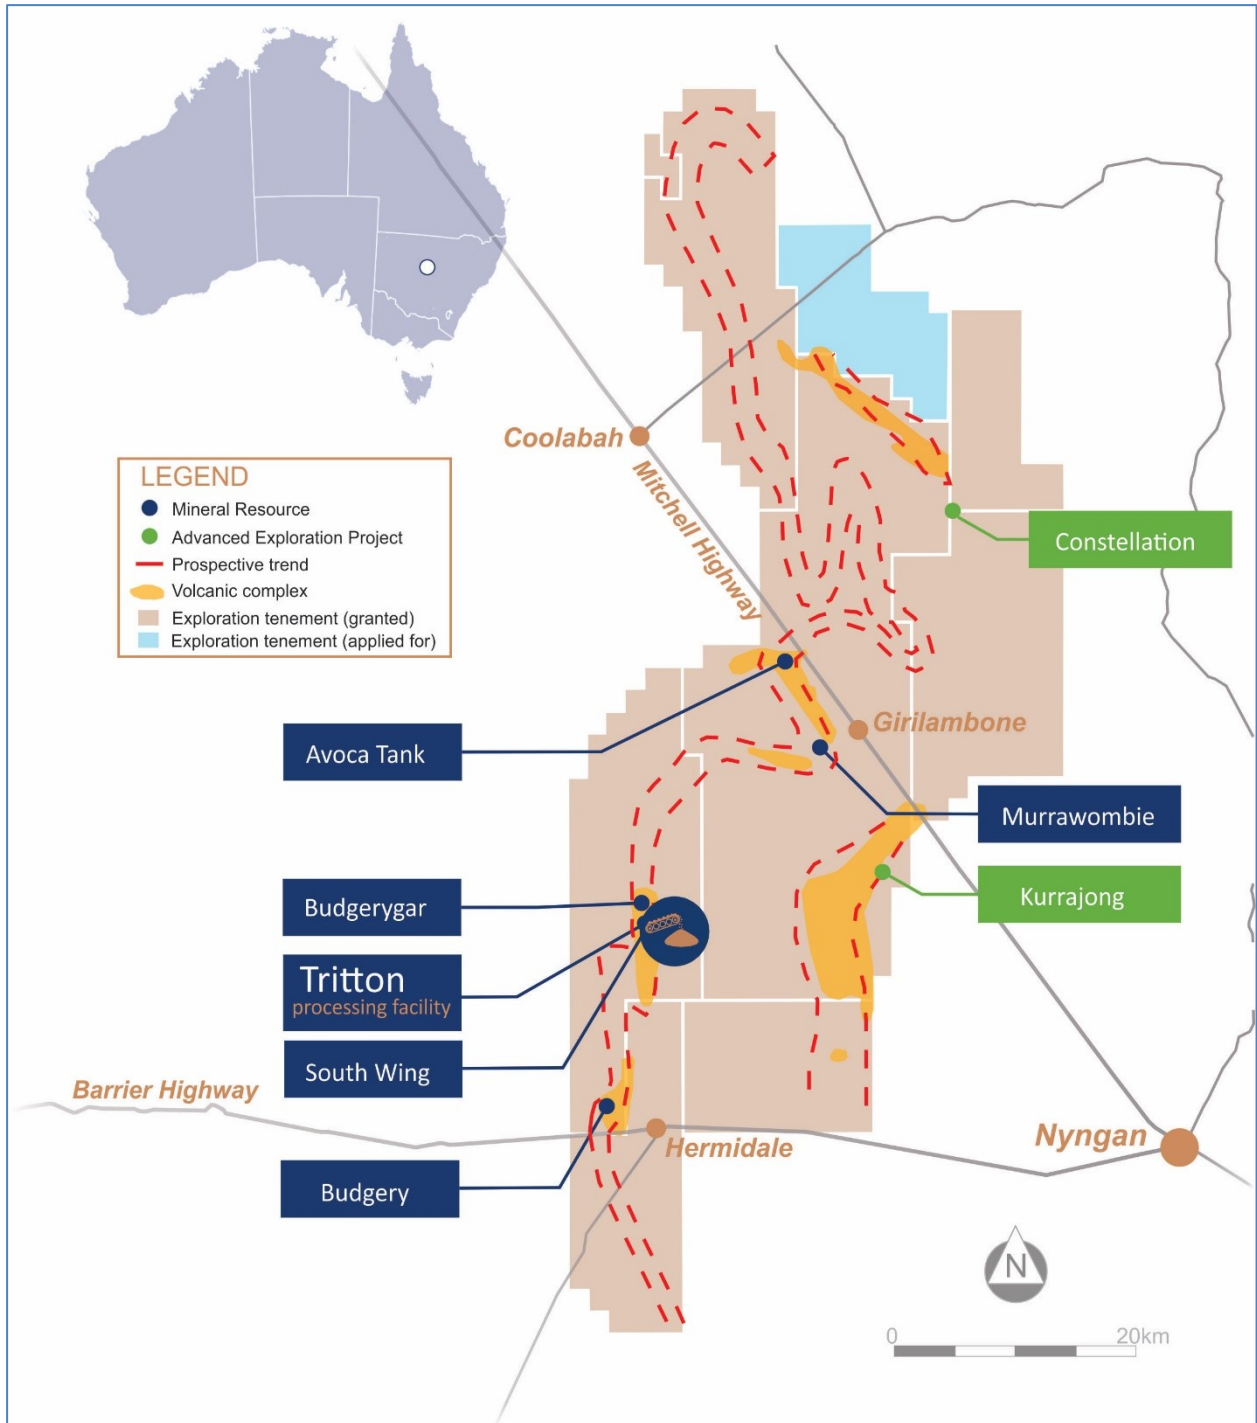 Coolabah
Mitchell Highway
LEGEND
Mineral Resource
Advanced Exploration Project
Prospective trend
Volcanic complex
Exploration tenement (granted)
Exploration tenement (applied for)
Constellation
Avoca Tank
Girilambone
Murrawombie
Kurrajong
Budgerygar
Tritton
processing facility
South Wing
Barrier Highway
Hermidale
Nyngan
Budgery
N
0 20km